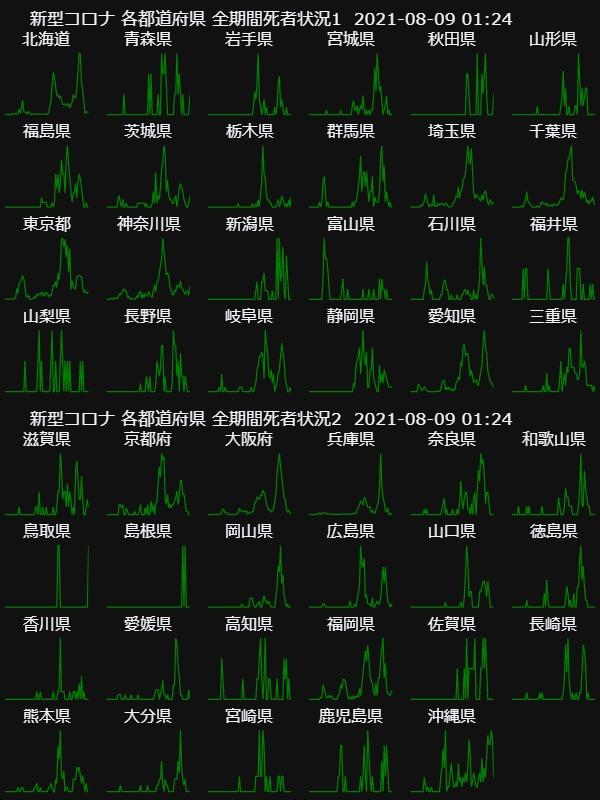 新型コロナ 各都道府県 全期間死者状況1 2021-08-09 01:24
北海道 青森県 岩手県 宮城県 秋田県 山形県
福島県 茨城県 栃木県 群馬県 埼玉県 千葉県
東京都 神奈川県 新潟県 富山県 石川県 福井県
山梨県 長野県 岐阜県 静岡県 愛知県 三重県
新型コロナ 各都道府県 全期間死者状況2 2021-08-09 01:24
滋賀県 京都府 大阪府 兵庫県 奈良県 和歌山県
鳥取県 島根県 岡山県 広島県 山口県 徳島県
香川県 愛媛県 高知県 福岡県 佐賀県 長崎県
熊本県 大分県 宮崎県 鹿児島県 沖縄県